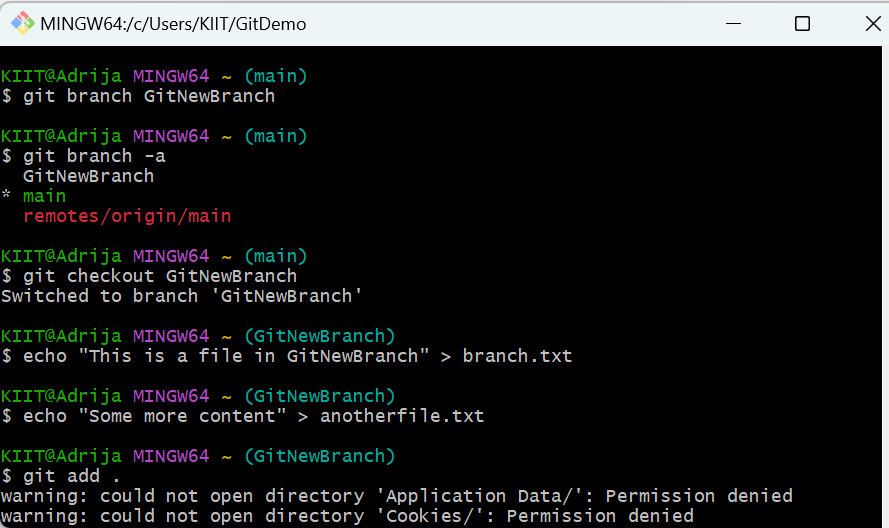 MINGW64:/c/Users/KIIT/GitDemo
KIIT@Adrija MINGW64 ~ (main)
$ git branch GitNewBranch
KIIT@Adrija MINGW64 ~ (main)
$ git branch -a
  GitNewBranch
* main
  remotes/origin/main
KIIT@Adrija MINGW64 ~ (main)
$ git checkout GitNewBranch
Switched to branch 'GitNewBranch'
KIIT@Adrija MINGW64 ~ (GitNewBranch)
$ echo "This is a file in GitNewBranch" > branch.txt
KIIT@Adrija MINGW64 ~ (GitNewBranch)
$ echo "Some more content" > anotherfile.txt
KIIT@Adrija MINGW64 ~ (GitNewBranch)
$ git add .
warning: could not open directory 'Application Data/': Permission denied
warning: could not open directory 'Cookies/': Permission denied